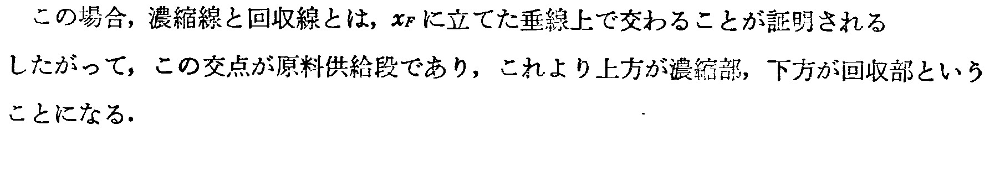 この場合，濃縮線と回収線とは，xF に立てた垂線上で交わることが証明される
したがって，この交点が原料供給段であり，これより上方が濃縮部，下方が回収部という
ことになる．